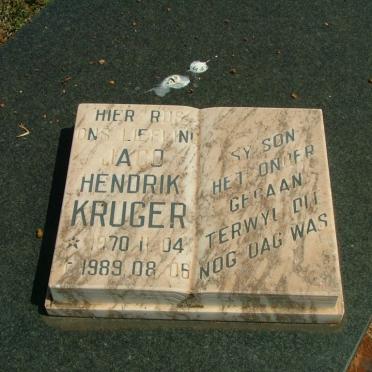 HIER RUS
ONS LIEFLING
JACO
HENDRIK
KRUGER
* 1970 11 04
† 1989 08 06
SY SON
HET ONDER
GEGAAN
TERWYL DIT
NOG DAG WAS